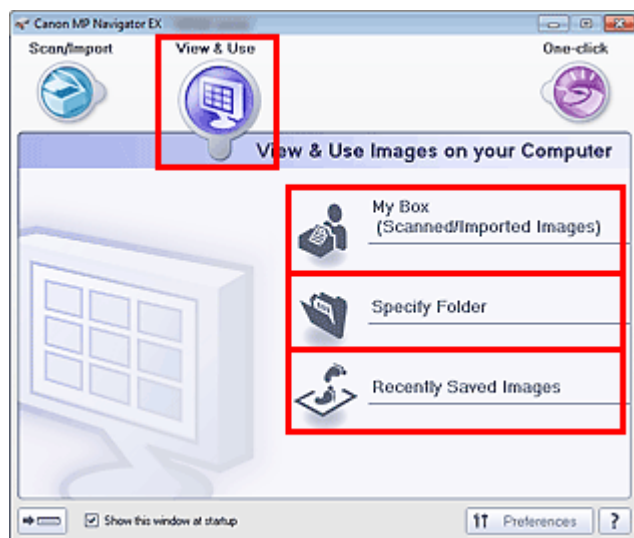 Canon MP Navigator EX
Scan/Import
View & Use
One-click
View & Use Images on your Computer
My Box
(Scanned/Imported Images)
Specify Folder
Recently Saved Images
Show this window at startup
Preferences
?